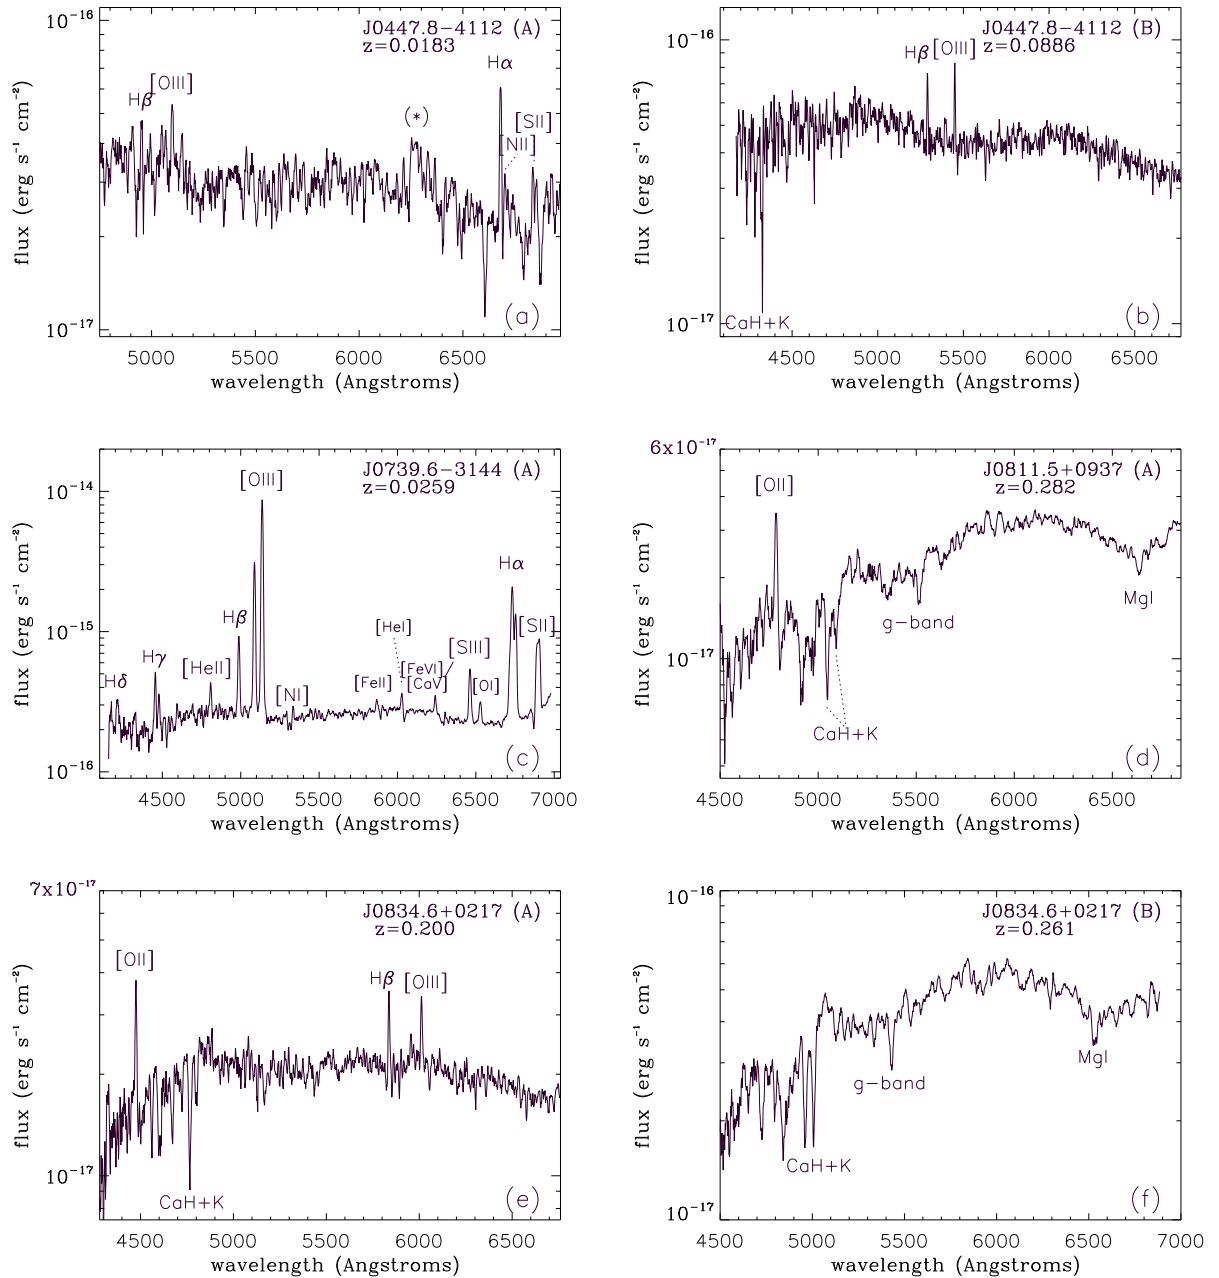 J0447.8−4112 (A)
z=0.0183
10⁻¹⁶
10⁻¹⁷
flux (erg s⁻¹ cm⁻²)
Hβ
[OIII]
(*)
Hα
[SII]
[NII]
(a)
5000 5500 6000 6500
wavelength (Angstroms)
J0447.8−4112 (B)
z=0.0886
10⁻¹⁶
10⁻¹⁷
flux (erg s⁻¹ cm⁻²)
Hβ [OIII]
CaH+K
(b)
4500 5000 5500 6000 6500
wavelength (Angstroms)
J0739.6−3144 (A)
z=0.0259
10⁻¹⁴
10⁻¹⁵
10⁻¹⁶
flux (erg s⁻¹ cm⁻²)
Hδ
Hγ
[HeII]
Hβ
[OIII]
[NI]
[FeII]
[HeI]
[FeVI]
[CaV]
[SIII]
[OI]
Hα
[SII]
(c)
4500 5000 5500 6000 6500 7000
wavelength (Angstroms)
J0811.5+0937 (A)
z=0.282
6x10⁻¹⁷
10⁻¹⁷
flux (erg s⁻¹ cm⁻²)
[OII]
CaH+K
g−band
MgI
(d)
4500 5000 5500 6000 6500
wavelength (Angstroms)
J0834.6+0217 (A)
z=0.200
7x10⁻¹⁷
10⁻¹⁷
flux (erg s⁻¹ cm⁻²)
[OII]
CaH+K
Hβ [OIII]
(e)
4500 5000 5500 6000 6500
wavelength (Angstroms)
J0834.6+0217 (B)
z=0.261
10⁻¹⁶
10⁻¹⁷
flux (erg s⁻¹ cm⁻²)
CaH+K
g−band
MgI
(f)
4500 5000 5500 6000 6500 7000
wavelength (Angstroms)